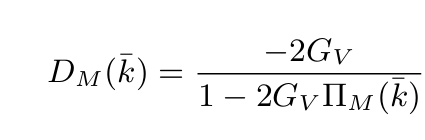 D_M(\bar{k}) = \frac{-2G_V}{1 - 2G_V \Pi_M(\bar{k})}